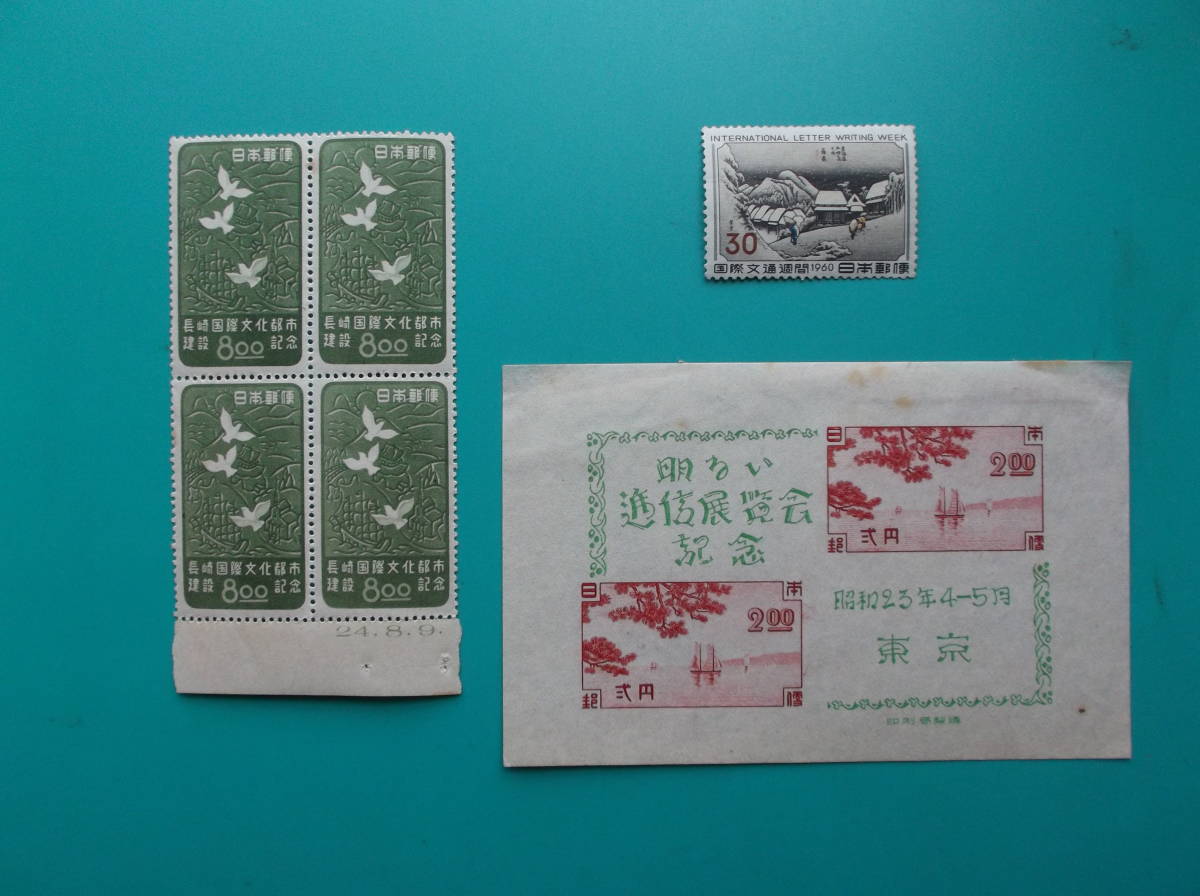 日本郵便
長崎国際文化都市
建設 8.00 記念
日本郵便
長崎国際文化都市
建設 8.00 記念
日本郵便
長崎国際文化都市
建設 8.00 記念
日本郵便
長崎国際文化都市
建設 8.00 記念
24.8.9.
INTERNATIONAL LETTER WRITING WEEK
30
国際文通週間 1960 日本郵便
明るい
逓信展覧会
記念
日本
2.00
弐円
郵便
日本
2.00
弐円
郵便
昭和23年4-5月
東京
印刷局製造